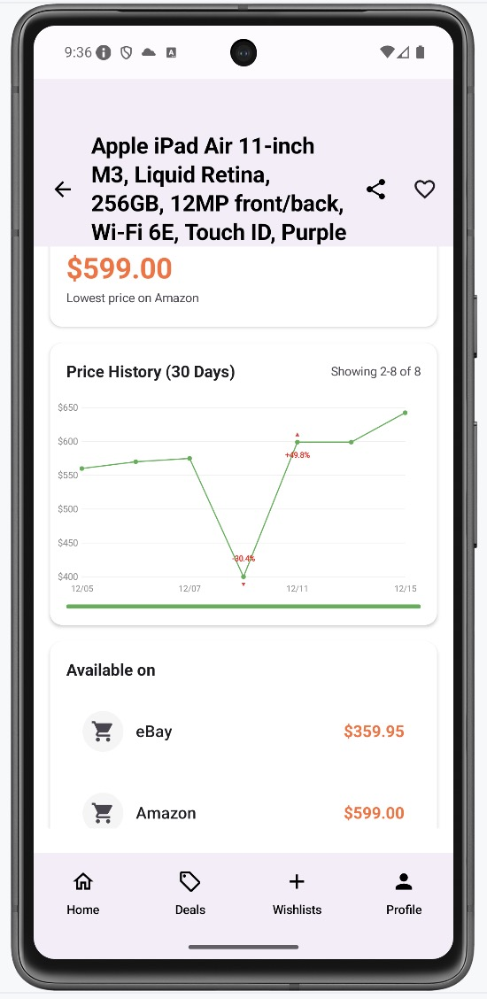 9:36
Apple iPad Air 11-inch
M3, Liquid Retina,
256GB, 12MP front/back,
Wi-Fi 6E, Touch ID, Purple
$599.00
Lowest price on Amazon
Price History (30 Days)
Showing 2-8 of 8
$650
$600
$550
$500
$450
$400
+49.8%
-30.4%
12/05
12/07
12/11
12/15
Available on
eBay
$359.95
Amazon
$599.00
Home
Deals
Wishlists
Profile